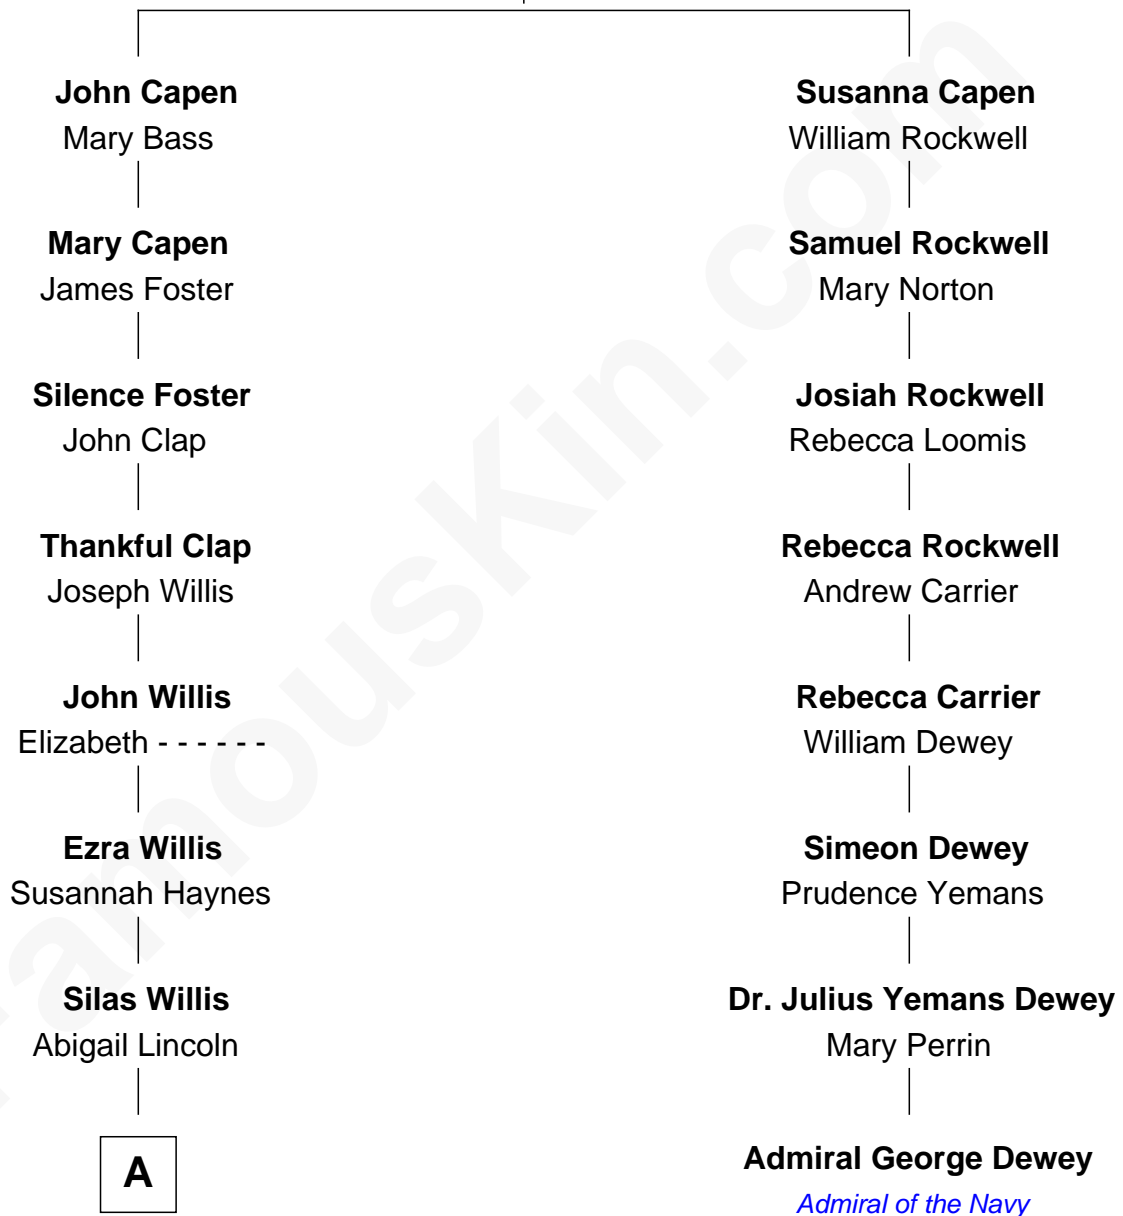 John Capen
Mary Bass
Mary Capen
James Foster
Silence Foster
John Clap
Thankful Clap
Joseph Willis
John Willis
Elizabeth - - - - - -
Ezra Willis
Susannah Haynes
Silas Willis
Abigail Lincoln
A
Susanna Capen
William Rockwell
Samuel Rockwell
Mary Norton
Josiah Rockwell
Rebecca Loomis
Rebecca Rockwell
Andrew Carrier
Rebecca Carrier
William Dewey
Simeon Dewey
Prudence Yemans
Dr. Julius Yemans Dewey
Mary Perrin
Admiral George Dewey
Admiral of the Navy
FamousKin.com